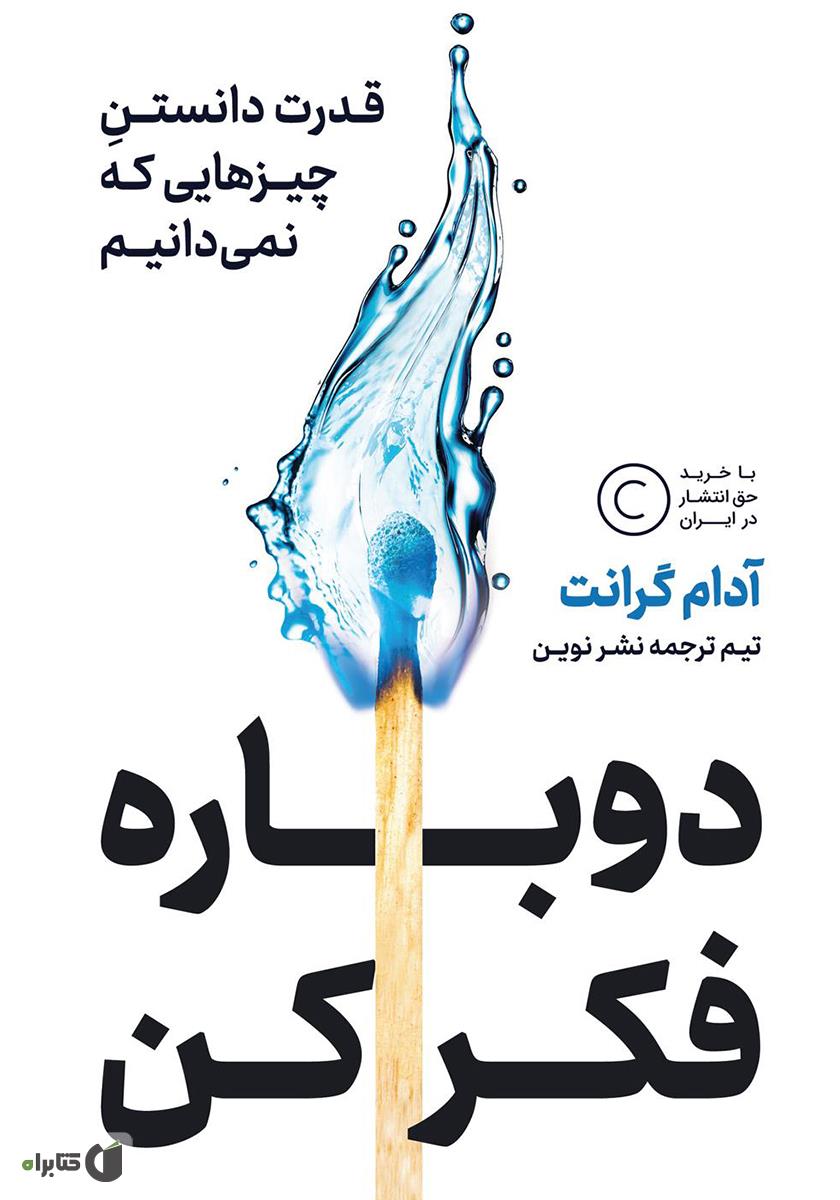 قدرت دانستنِ
چیزهایی که
نمی‌دانیم
با خرید
حق انتشار
در ایران
C
آدام گرانت
تیم ترجمه نشر نوین
دوباره
فکر کن
کتابراه